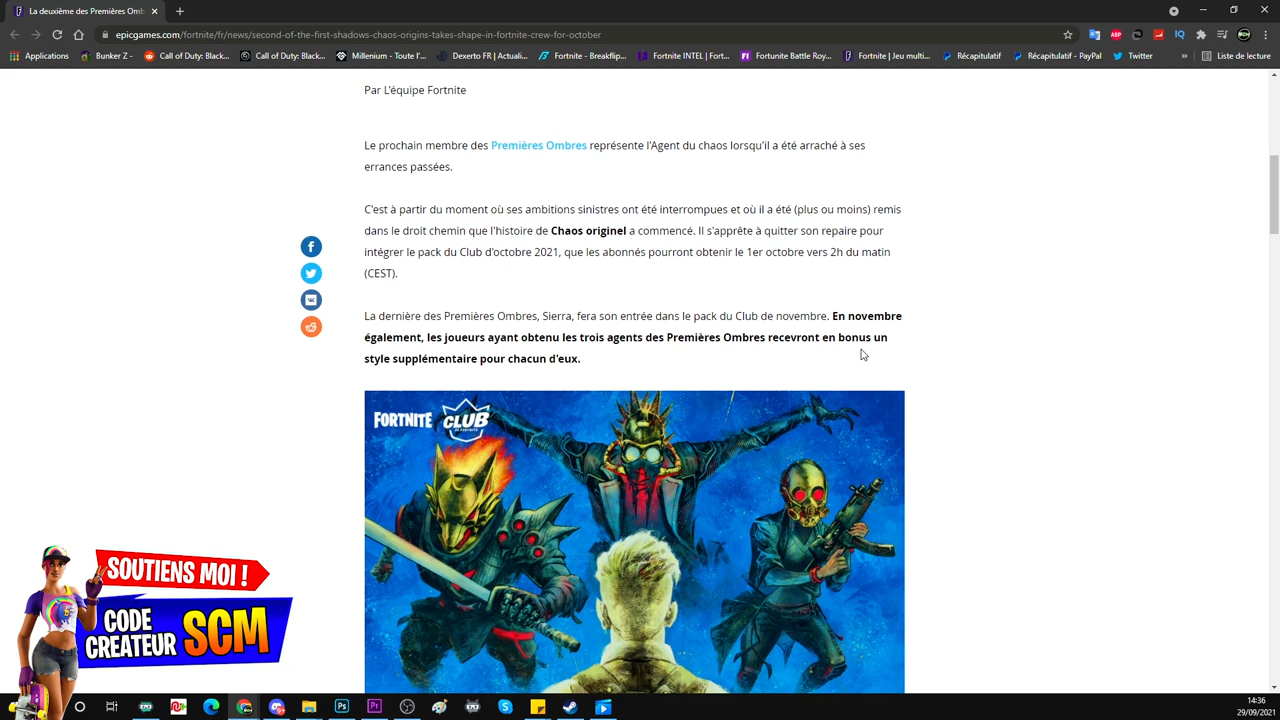 La deuxième des Premières Omb
epicgames.com/fortnite/fr/news/second-of-the-first-shadows-chaos-origins-takes-shape-in-fortnite-crew-for-october
Applications
Bunker Z -
Call of Duty: Black...
Call of Duty: Black...
Millenium - Toute l'...
Dexerto FR | Actuali...
Fortnite - Breakflip...
Fortnite INTEL | Fort...
Fortunite Battle Roy...
Fortnite | Jeu multi...
Récapitulatif
Récapitulatif - PayPal
Twitter
»
Liste de lecture
Par L'équipe Fortnite
Le prochain membre des Premières Ombres représente l'Agent du chaos lorsqu'il a été arraché à ses
errances passées.
C'est à partir du moment où ses ambitions sinistres ont été interrompues et où il a été (plus ou moins) remis
dans le droit chemin que l'histoire de Chaos originel a commencé. Il s'apprête à quitter son repaire pour
intégrer le pack du Club d'octobre 2021, que les abonnés pourront obtenir le 1er octobre vers 2h du matin
(CEST).
La dernière des Premières Ombres, Sierra, fera son entrée dans le pack du Club de novembre. En novembre
également, les joueurs ayant obtenu les trois agents des Premières Ombres recevront en bonus un
style supplémentaire pour chacun d'eux.
FORTNITE
CLUB
SOUTIENS MOI !
CODE
CREATEUR SCM
14:36
29/09/2021